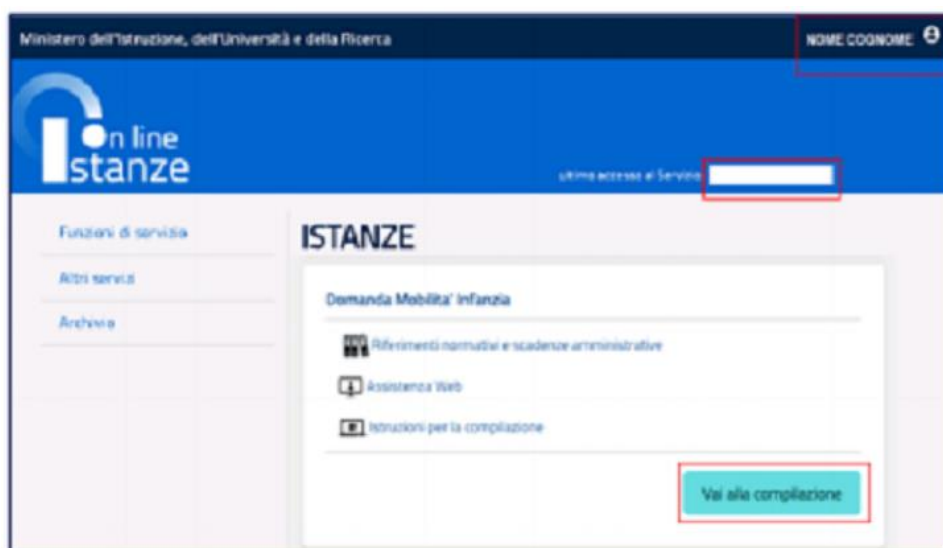 Ministero dell'Istruzione, dell'Università e della Ricerca
NOME COGNOME
On line
Istanze
ultimo accesso al Servizio
Funzioni di servizio
Altri servizi
Archivio
ISTANZE
Domanda Mobilita' Infanzia
Riferimenti normativi e scadenze amministrative
Assistenza Web
Istruzioni per la compilazione
Vai alla compilazione